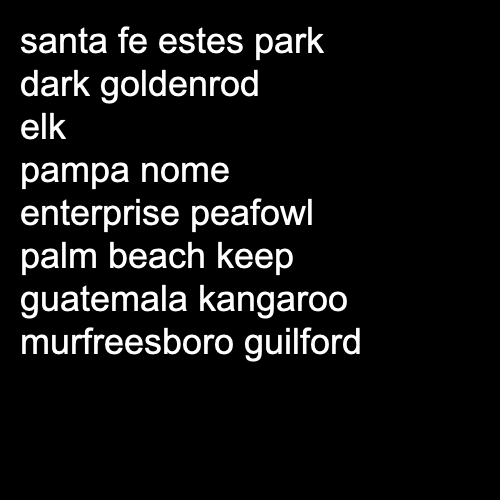 santa fe estes park
dark goldenrod
elk
pampa nome
enterprise peafowl
palm beach keep
guatemala kangaroo
murfreesboro guilford